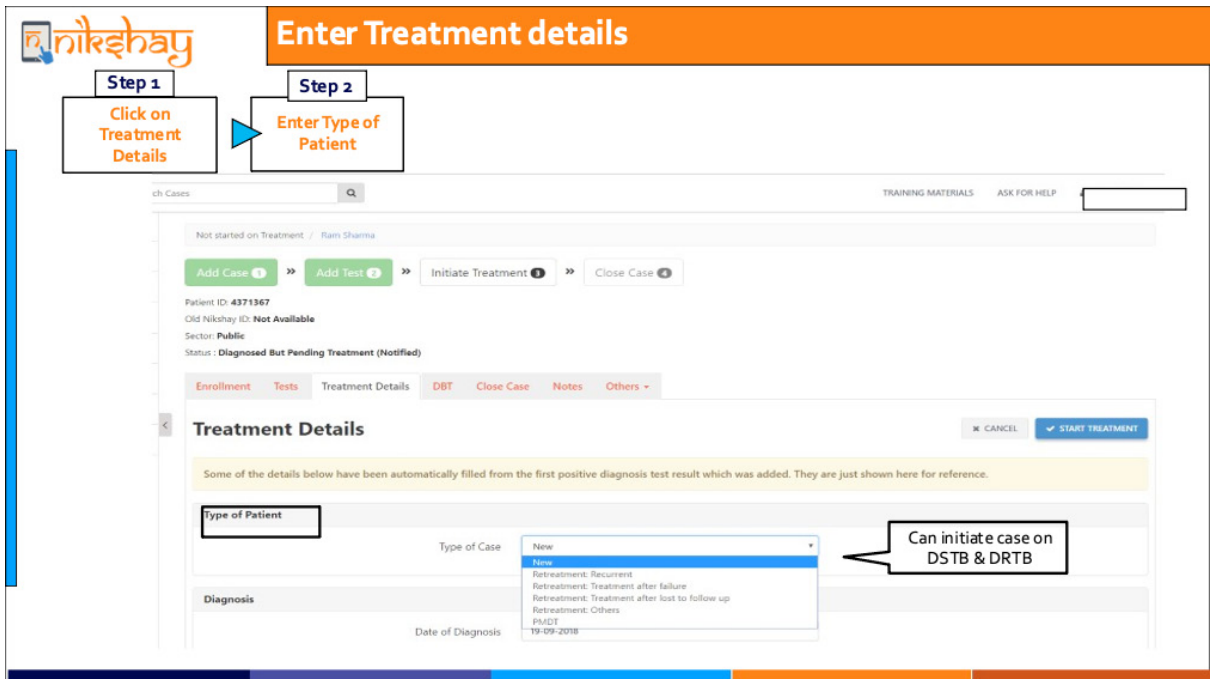 नि nikshay
Enter Treatment details
Step 1
Click on
Treatment
Details
Step 2
Enter Type of
Patient
ch Cases
TRAINING MATERIALS ASK FOR HELP
Not started on Treatment / Ram Sharma
Add Case 1 » Add Test 2 » Initiate Treatment 3 » Close Case 4
Patient ID: 4371367
Old Nikshay ID: Not Available
Sector: Public
Status : Diagnosed But Pending Treatment (Notified)
Enrollment Tests Treatment Details DBT Close Case Notes Others
<
Treatment Details
✖ CANCEL ✔ START TREATMENT
Some of the details below have been automatically filled from the first positive diagnosis test result which was added. They are just shown here for reference.
Type of Patient
Type of Case New
New
Retreatment: Recurrent
Retreatment: Treatment after failure
Retreatment: Treatment after lost to follow up
Retreatment: Others
PMDT
Can initiate case on
DSTB & DRTB
Diagnosis
Date of Diagnosis 19-09-2018